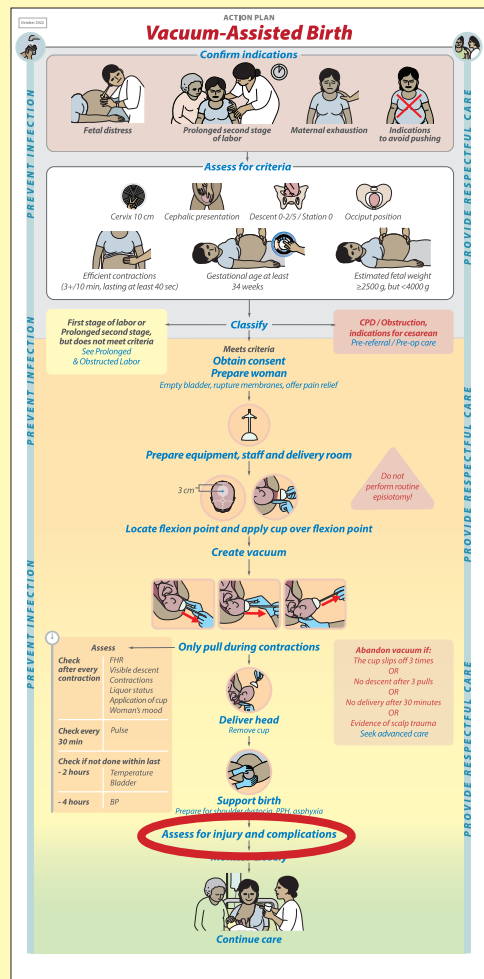 October 2022
ACTION PLAN
Vacuum-Assisted Birth
Confirm indications
Fetal distress
Prolonged second stage
of labor
Maternal exhaustion
Indications
to avoid pushing
Assess for criteria
Cervix 10 cm
Cephalic presentation
Descent 0-2/5 / Station 0
Occiput position
Efficient contractions
(3+/10 min, lasting at least 40 sec)
Gestational age at least
34 weeks
Estimated fetal weight
≥2500 g, but <4000 g
First stage of labor or
Prolonged second stage,
but does not meet criteria
See Prolonged
& Obstructed Labor
Classify
CPD / Obstruction,
indications for cesarean
Pre-referral / Pre-op care
Meets criteria
Obtain consent
Prepare woman
Empty bladder, rupture membranes, offer pain relief
Prepare equipment, staff and delivery room
3 cm
Do not
perform routine
episiotomy!
Locate flexion point and apply cup over flexion point
Create vacuum
Only pull during contractions
Assess
Check
after every
contraction
FHR
Visible descent
Contractions
Liquor status
Application of cup
Woman's mood
Check every
30 min
Pulse
Check if not done within last
- 2 hours
Temperature
Bladder
- 4 hours
BP
Abandon vacuum if:
The cup slips off 3 times
OR
No descent after 3 pulls
OR
No delivery after 30 minutes
OR
Evidence of scalp trauma
Seek advanced care
Deliver head
Remove cup
Support birth
Prepare for shoulder dystocia, PPH, asphyxia
Assess for injury and complications
Continue care
PREVENT INFECTION
PREVENT INFECTION
PREVENT INFECTION
PROVIDE RESPECTFUL CARE
PROVIDE RESPECTFUL CARE
PROVIDE RESPECTFUL CARE